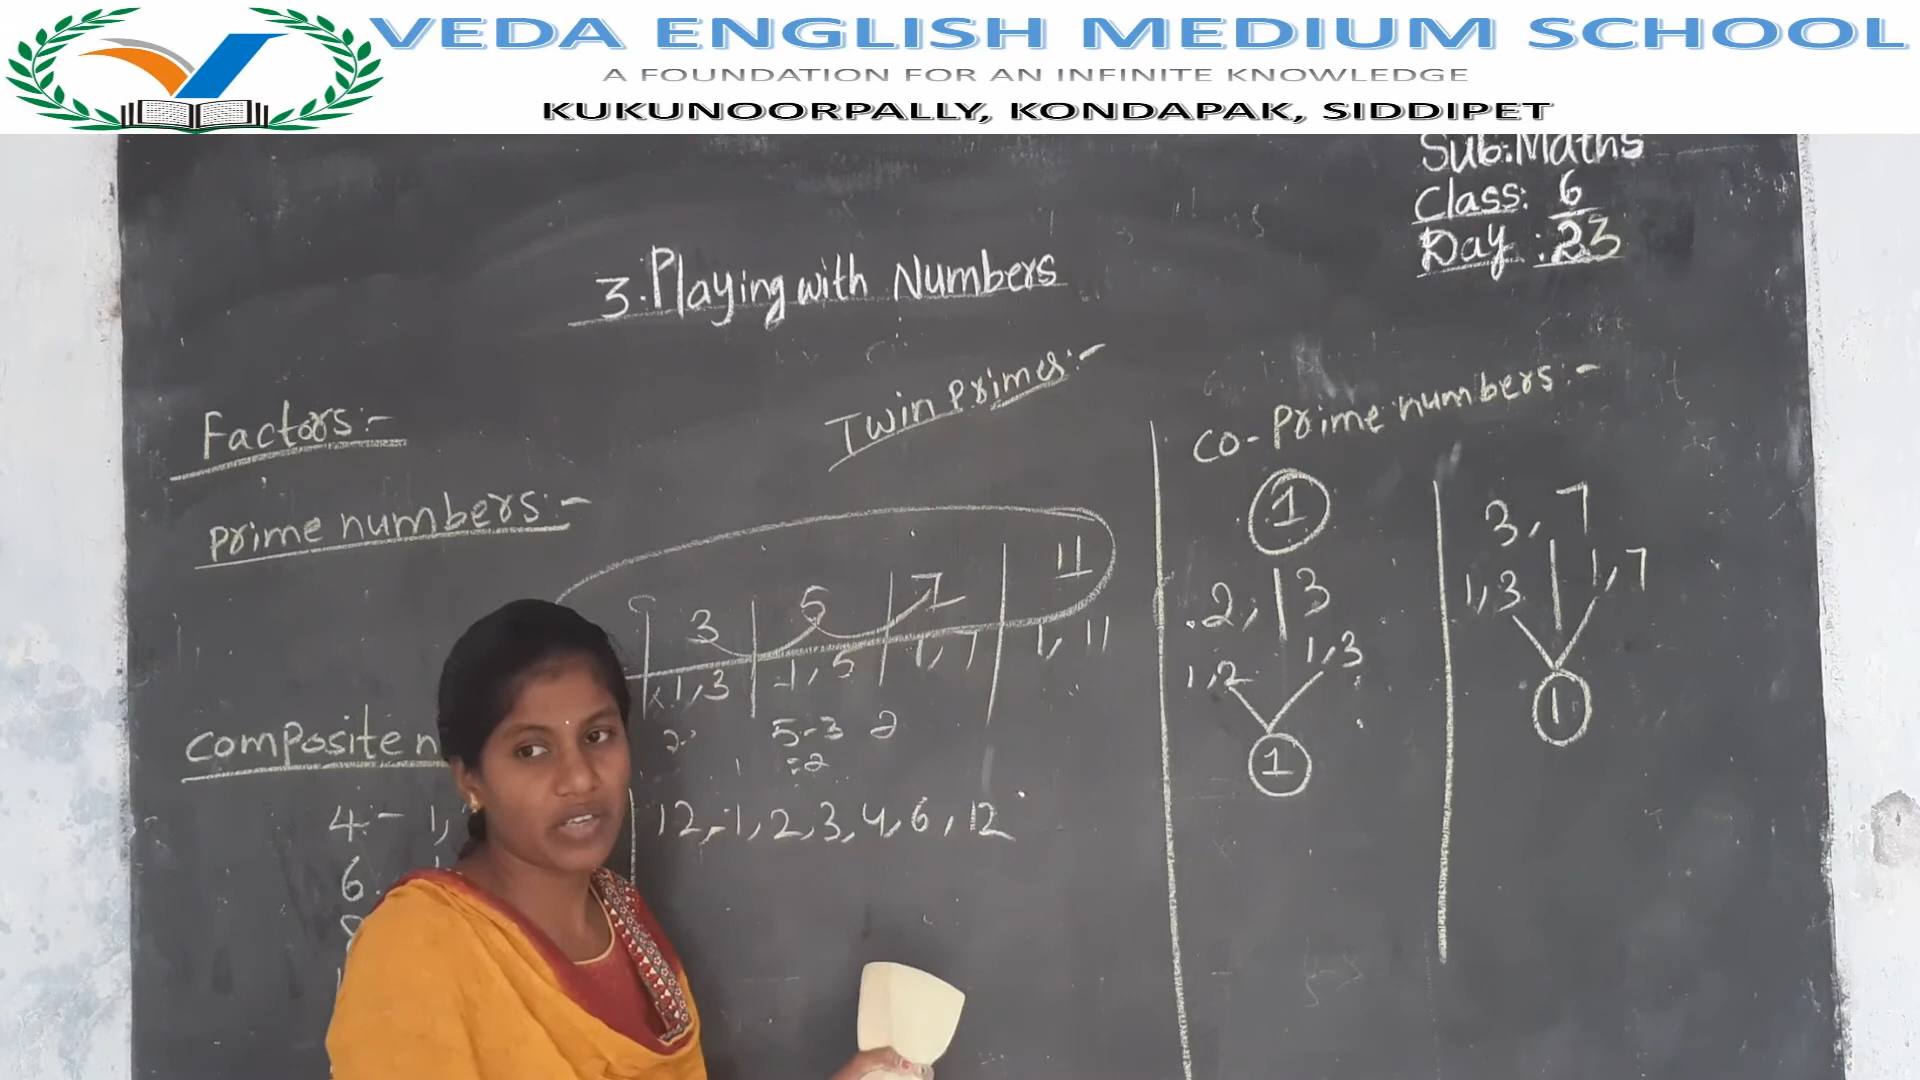 VEDA ENGLISH MEDIUM SCHOOL
A FOUNDATION FOR AN INFINITE KNOWLEDGE
KUKUNOORPALLY, KONDAPAK, SIDDIPET
Sub:Maths
Class: 6
Day : 23
3. Playing with Numbers
Factors:-
Prime numbers:-
Composite n
4 - 1,
6
Twin Primes:-
3 5 7 11
1,3 1,5 1,7 1,11
5-3 2
:2
12, 1, 2, 3, 4, 6, 12
CO-Prime numbers:-
1
2, 3
1,2 1,3
1
3, 7
1,3 1,7
1